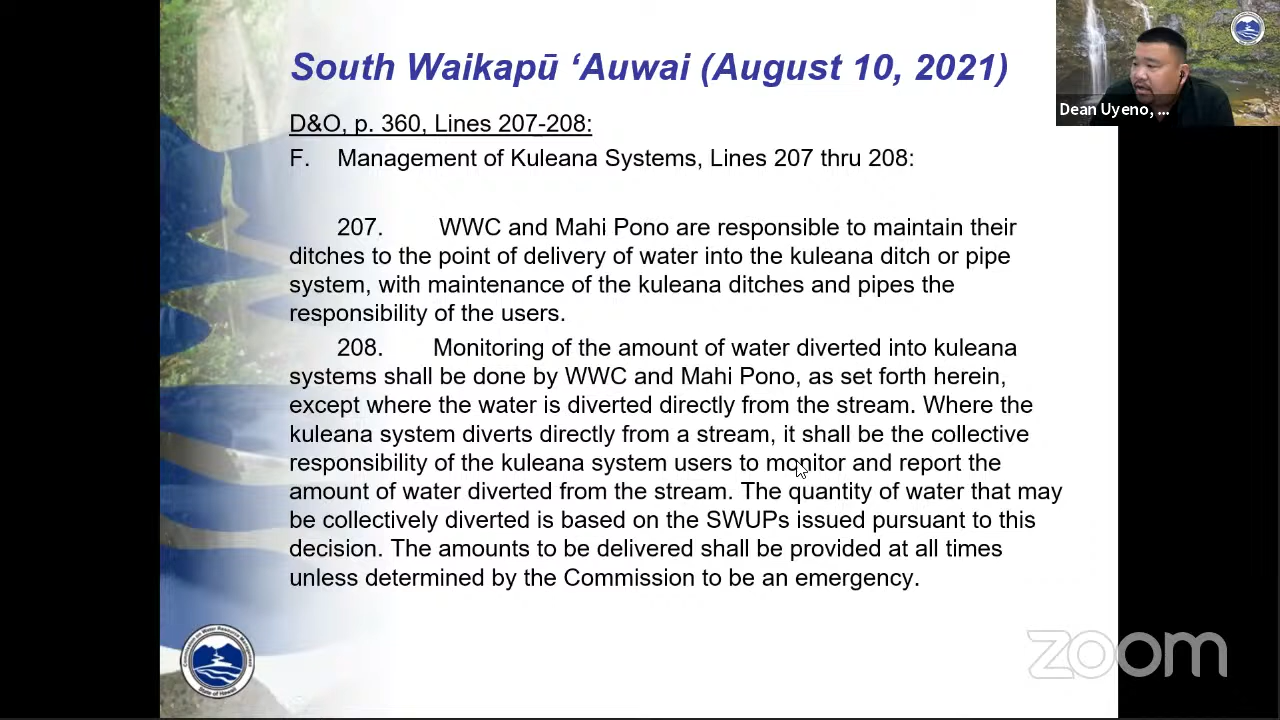 South Waikapū ‘Auwai (August 10, 2021)
Dean Uyeno, ...
D&O, p. 360, Lines 207-208:
F. Management of Kuleana Systems, Lines 207 thru 208:
207. WWC and Mahi Pono are responsible to maintain their
ditches to the point of delivery of water into the kuleana ditch or pipe
system, with maintenance of the kuleana ditches and pipes the
responsibility of the users.
208. Monitoring of the amount of water diverted into kuleana
systems shall be done by WWC and Mahi Pono, as set forth herein,
except where the water is diverted directly from the stream. Where the
kuleana system diverts directly from a stream, it shall be the collective
responsibility of the kuleana system users to monitor and report the
amount of water diverted from the stream. The quantity of water that may
be collectively diverted is based on the SWUPs issued pursuant to this
decision. The amounts to be delivered shall be provided at all times
unless determined by the Commission to be an emergency.
Commission on Water Resource Management
State of Hawaii
zoom